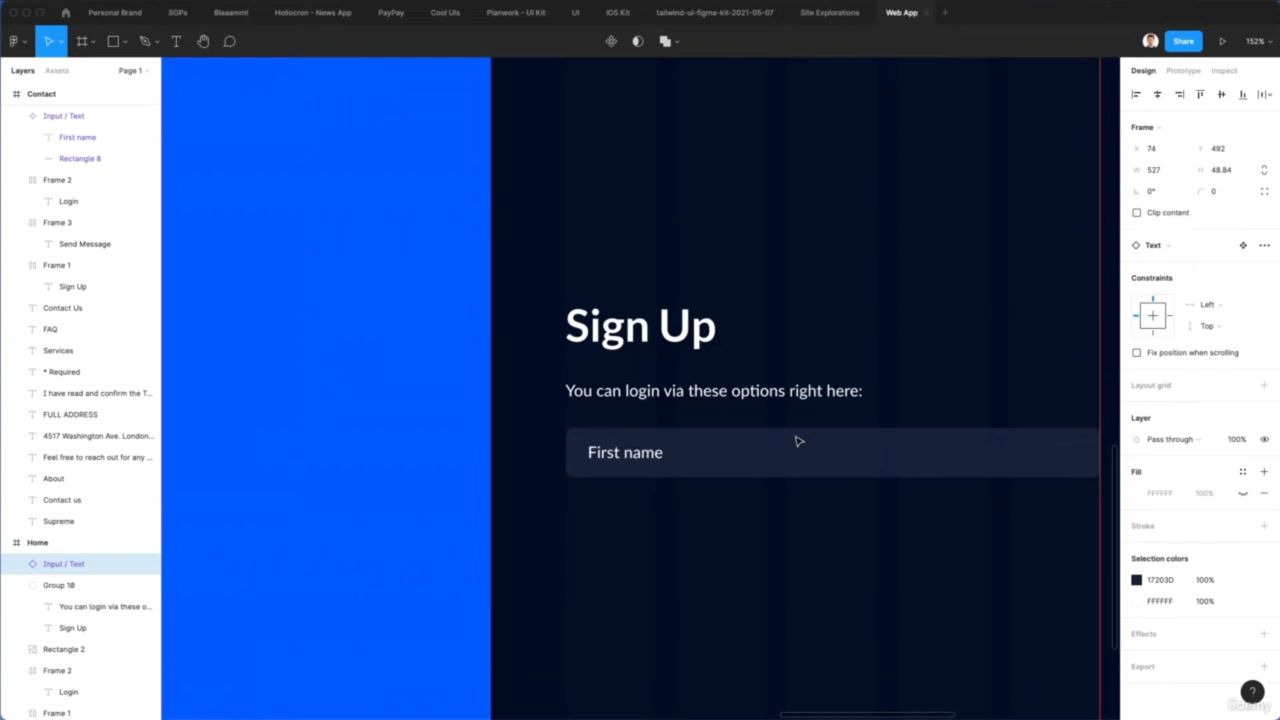 Personal Brand SOPs Blaaammi! Hollocron - News App PayPay Cool UIs Planwork - UI Kit UI iOS Kit tailwind-ui-figma-kit-2021-05-07 Site Explorations Web App
Share 152%
Layers Assets Page 1
Contact
Input / Text
First name
Rectangle 8
Frame 2
Login
Frame 3
Send Message
Frame 1
Sign Up
Contact Us
FAQ
Services
* Required
I have read and confirm the T...
FULL ADDRESS
4517 Washington Ave. London...
Feel free to reach out for any ...
About
Contact us
Supreme
Home
Input / Text
Group 10
You can login via these o...
Sign Up
Rectangle 2
Frame 2
Login
Frame 1
Sign Up
You can login via these options right here:
First name
Design Prototype Inspect
Frame
X 74 Y 492
W 527 H 48.84
0° 0
Clip content
Text
Constraints
Left
Top
Fix position when scrolling
Layout grid
Layer
Pass through 100%
Fill
FFFFFF 100%
Stroke
Selection colors
17203D 100%
FFFFFF 100%
Effects
Export
?
ûdemy